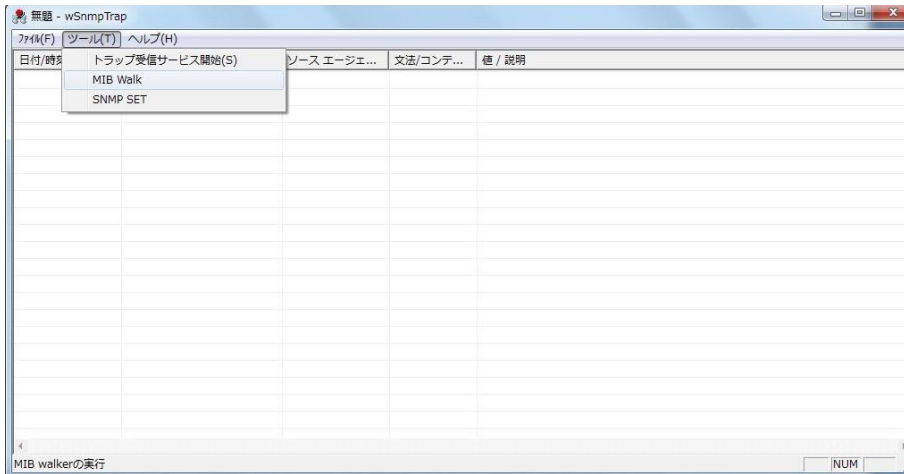 無題 - wSnmpTrap
ﾌｧｲﾙ(F) ツール(T) ヘルプ(H)
トラップ受信サービス開始(S)
MIB Walk
SNMP SET
日付/時刻 ソース エージェ... 文法/コンテ... 値 / 説明
MIB walkerの実行 NUM